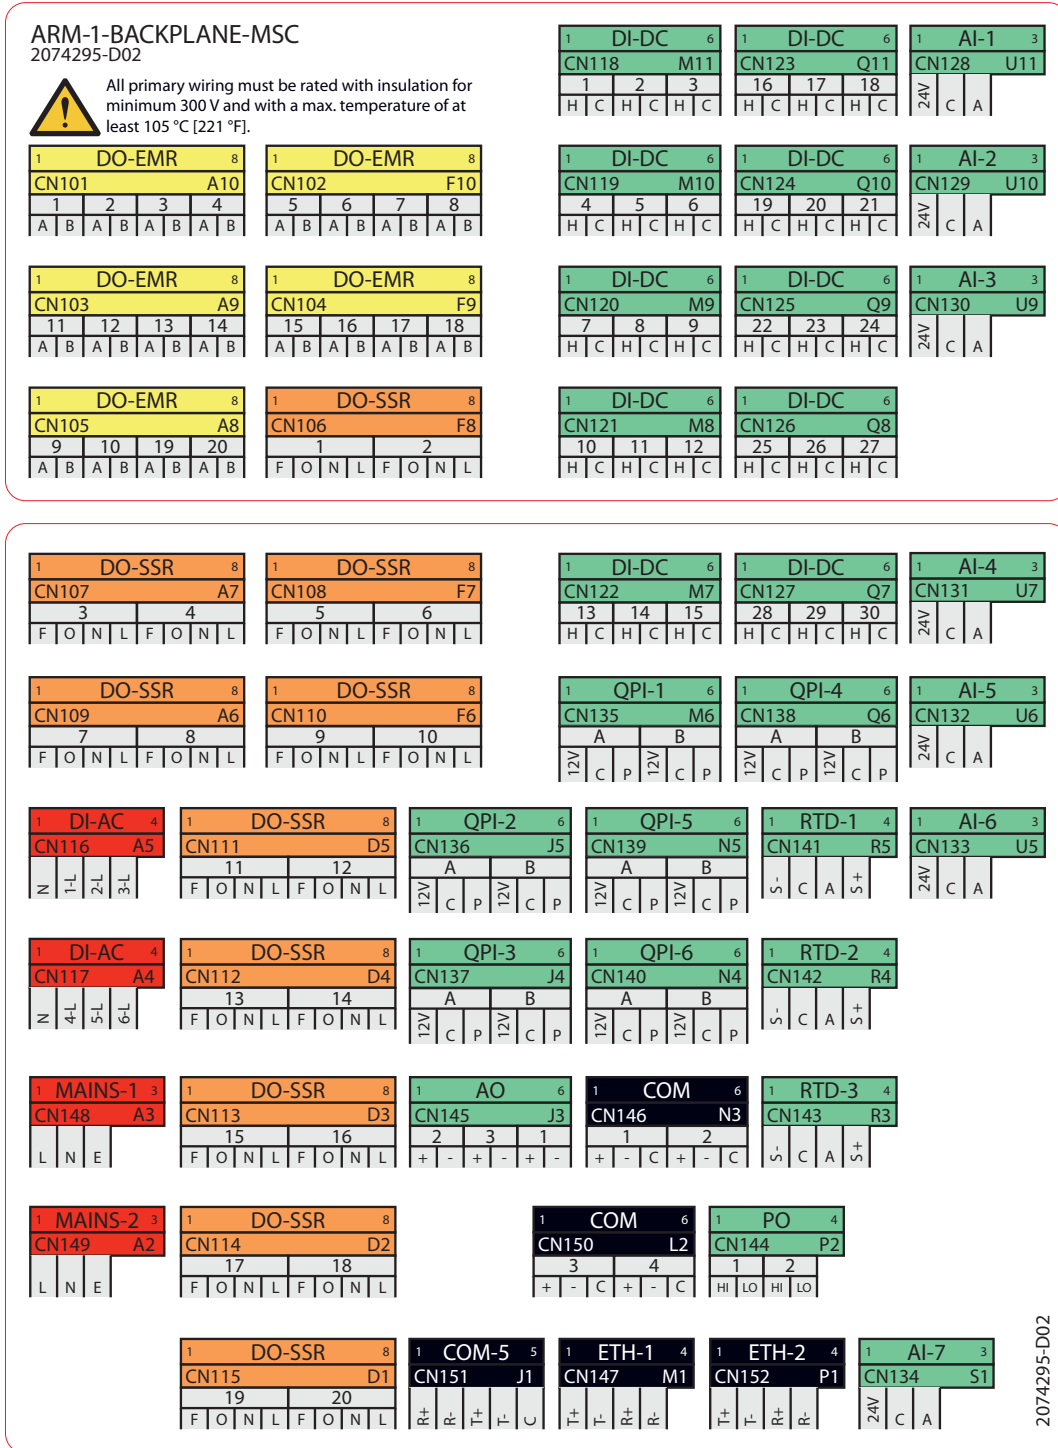 ARM-1-BACKPLANE-MSC
2074295-D02
All primary wiring must be rated with insulation for
minimum 300 V and with a max. temperature of at
least 105 °C [221 °F].
1 DI-DC 6 1 DI-DC 6 1 AI-1 3
CN118 M11 CN123 Q11 CN128 U11
1 2 3 16 17 18 24V C A
H C H C H C H C H C H C
1 DO-EMR 8 1 DO-EMR 8 1 DI-DC 6 1 DI-DC 6 1 AI-2 3
CN101 A10 CN102 F10 CN119 M10 CN124 Q10 CN129 U10
1 2 3 4 5 6 7 8 4 5 6 19 20 21 24V C A
A B A B A B A B A B A B A B A B H C H C H C H C H C H C
1 DO-EMR 8 1 DO-EMR 8 1 DI-DC 6 1 DI-DC 6 1 AI-3 3
CN103 A9 CN104 F9 CN120 M9 CN125 Q9 CN130 U9
11 12 13 14 15 16 17 18 7 8 9 22 23 24 24V C A
A B A B A B A B A B A B A B A B H C H C H C H C H C H C
1 DO-EMR 8 1 DO-SSR 8 1 DI-DC 6 1 DI-DC 6
CN105 A8 CN106 F8 CN121 M8 CN126 Q8
9 10 19 20 1 2 10 11 12 25 26 27
A B A B A B A B F O N L F O N L H C H C H C H C H C H C
1 DO-SSR 8 1 DO-SSR 8 1 DI-DC 6 1 DI-DC 6 1 AI-4 3
CN107 A7 CN108 F7 CN122 M7 CN127 Q7 CN131 U7
3 4 5 6 13 14 15 28 29 30 24V C A
F O N L F O N L F O N L F O N L H C H C H C H C H C H C
1 DO-SSR 8 1 DO-SSR 8 1 QPI-1 6 1 QPI-4 6 1 AI-5 3
CN109 A6 CN110 F6 CN135 M6 CN138 Q6 CN132 U6
7 8 9 10 A B A B 24V C A
F O N L F O N L F O N L F O N L 12V C P 12V C P 12V C P 12V C P
1 DI-AC 4 1 DO-SSR 8 1 QPI-2 6 1 QPI-5 6 1 RTD-1 4 1 AI-6 3
CN116 A5 CN111 D5 CN136 J5 CN139 N5 CN141 R5 CN133 U5
N 1-L 2-L 3-L 11 12 A B A B S - C A S + 24V C A
F O N L F O N L 12V C P 12V C P 12V C P 12V C P
1 DI-AC 4 1 DO-SSR 8 1 QPI-3 6 1 QPI-6 6 1 RTD-2 4
CN117 A4 CN112 D4 CN137 J4 CN140 N4 CN142 R4
N 4-L 5-L 6-L 13 14 A B A B S - C A S +
F O N L F O N L 12V C P 12V C P 12V C P 12V C P
1 MAINS-1 3 1 DO-SSR 8 1 AO 6 1 COM 6 1 RTD-3 4
CN148 A3 CN113 D3 CN145 J3 CN146 N3 CN143 R3
15 16 2 3 1 1 2
L N E F O N L F O N L + - + - + - + - C + - C S- C A S+
1 MAINS-2 3 1 DO-SSR 8 1 COM 6 1 PO 4
CN149 A2 CN114 D2 CN150 L2 CN144 P2
17 18 3 4 1 2
L N E F O N L F O N L + - C + - C HI LO HI LO
1 DO-SSR 8 1 COM-5 5 1 ETH-1 4 1 ETH-2 4 1 AI-7 3
CN115 D1 CN151 J1 CN147 M1 CN152 P1 CN134 S1
19 20
F O N L F O N L R+ R- T+ T- C T+ T- R+ R- T+ T- R+ R- 24V C A
2074295-D02